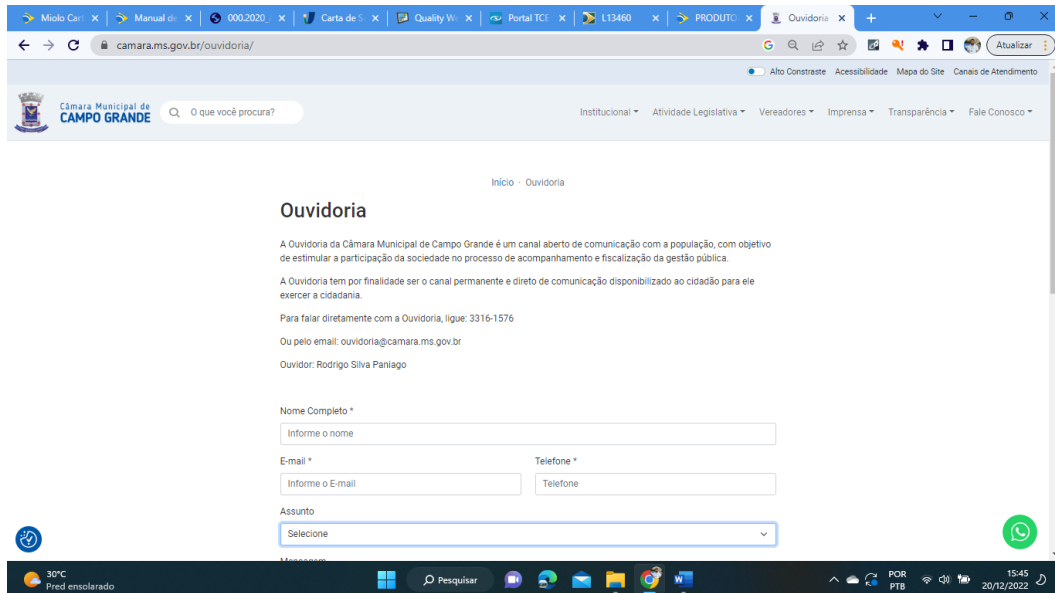 Miolo Cart
Manual de
000.2020_
Carta de S
Quality W
Portal TCE
L13460
PRODUTO
Ouvidoria
camara.ms.gov.br/ouvidoria/
Atualizar
Alto Constraste Acessibilidade Mapa do Site Canais de Atendimento
Câmara Municipal de
CAMPO GRANDE
O que você procura?
Institucional Atividade Legislativa Vereadores Imprensa Transparência Fale Conosco
Início · Ouvidoria
Ouvidoria
A Ouvidoria da Câmara Municipal de Campo Grande é um canal aberto de comunicação com a população, com objetivo
de estimular a participação da sociedade no processo de acompanhamento e fiscalização da gestão pública.
A Ouvidoria tem por finalidade ser o canal permanente e direto de comunicação disponibilizado ao cidadão para ele
exercer a cidadania.
Para falar diretamente com a Ouvidoria, ligue: 3316-1576
Ou pelo email: ouvidoria@camara.ms.gov.br
Ouvidor: Rodrigo Silva Paniago
Nome Completo *
Informe o nome
E-mail * Telefone *
Informe o E-mail Telefone
Assunto
Selecione
Mensagem
30°C
Pred ensolarado
Pesquisar
POR
PTB
15:45
20/12/2022